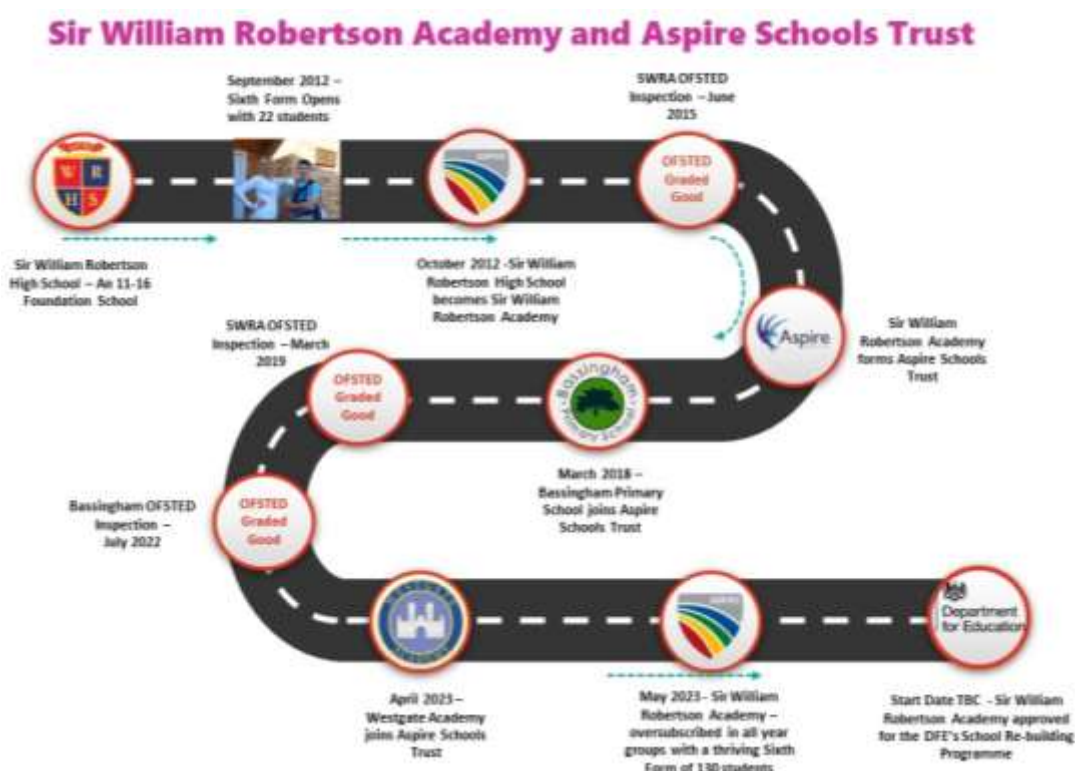 Sir William Robertson Academy and Aspire Schools Trust
September 2012 –
Sixth Form Opens
with 22 students
SWRA OFSTED
Inspection – June
2015
W R
H S
OFSTED
Graded
Good
Sir William Robertson
High School – An 11-16
Foundation School
October 2012 -Sir William
Robertson High School
becomes Sir William
Robertson Academy
Aspire
Sir William
Robertson Academy
forms Aspire Schools
Trust
SWRA OFSTED
Inspection – March
2019
OFSTED
Graded
Good
Bassingham
Primary School
March 2018 –
Bassingham Primary
School joins Aspire
Schools Trust
Bassingham OFSTED
Inspection –
July 2022
OFSTED
Graded
Good
WESTGATE
ACADEMY
Department
for Education
April 2023 –
Westgate Academy
joins Aspire Schools
Trust
May 2023- Sir William
Robertson Academy –
oversubscribed in all year
groups with a thriving Sixth
Form of 130 students
Start Date TBC - Sir William
Robertson Academy approved
for the DFE's School Re-building
Programme